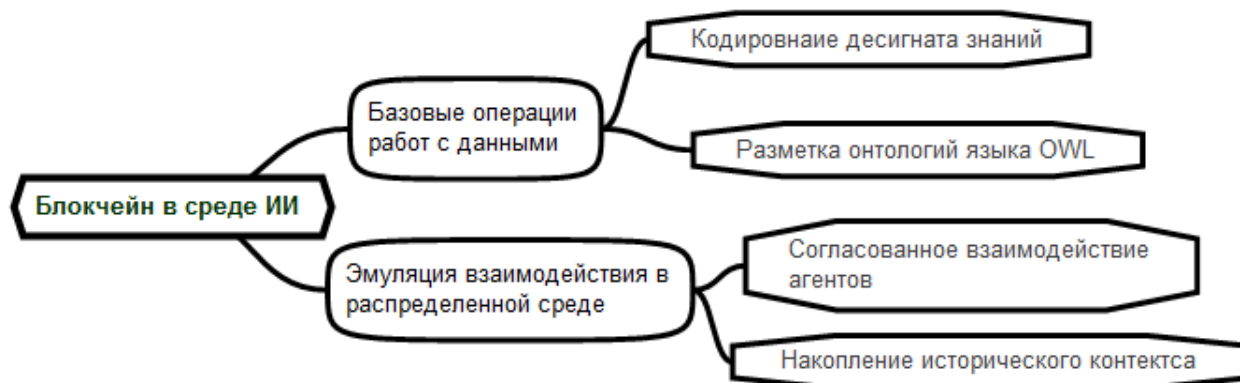 Кодировнаие десигната знаний
Базовые операции
работ с данными
Разметка онтологий языка OWL
Блокчейн в среде ИИ
Согласованное взаимодействие
агентов
Эмуляция взаимодействия в
распределенной среде
Накопление исторического контектса